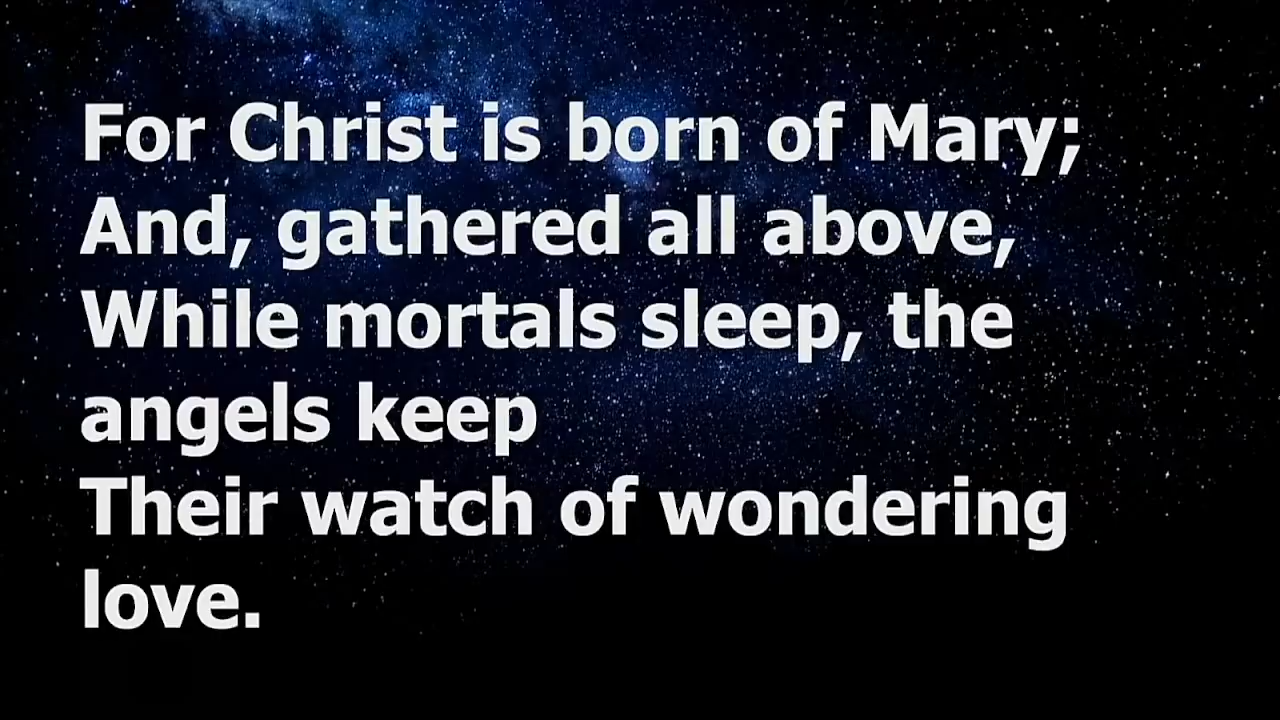 For Christ is born of Mary;
And, gathered all above,
While mortals sleep, the
angels keep
Their watch of wondering
love.